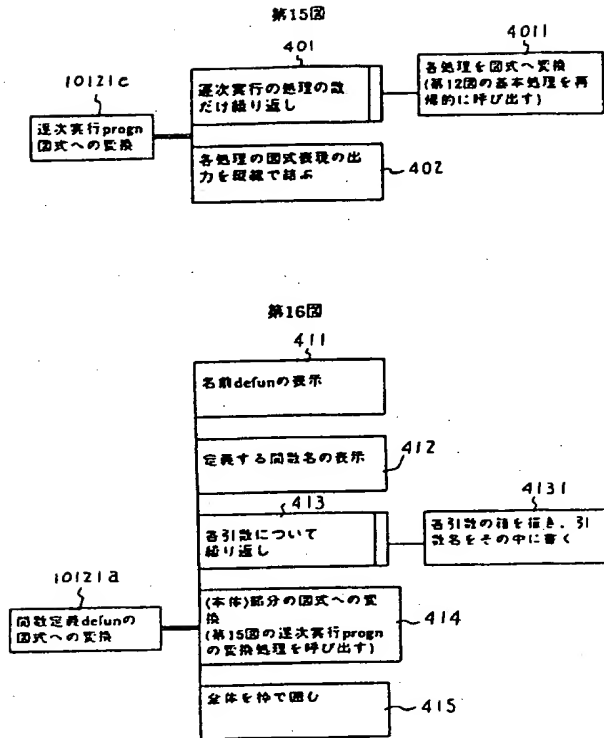 第15図
401
4011
10121e
逐次実行の処理の数
だけ繰り返し
各処理を図式へ変換
(第12図の基本処理を再
帰的に呼び出す)
逐次実行progn
図式への変換
各処理の図式表現の出
力を縦線で結ぶ
402
第16図
411
名前defunの表示
定義する関数名の表示
412
413
4131
各引数について
繰り返し
各引数の箱を描き、引
数名をその中に書く
10121a
関数定義defunの
図式への変換
(本体)部分の図式への変
換
(第15図の逐次実行progn
の変換処理を呼び出す)
414
全体を枠で囲む
415